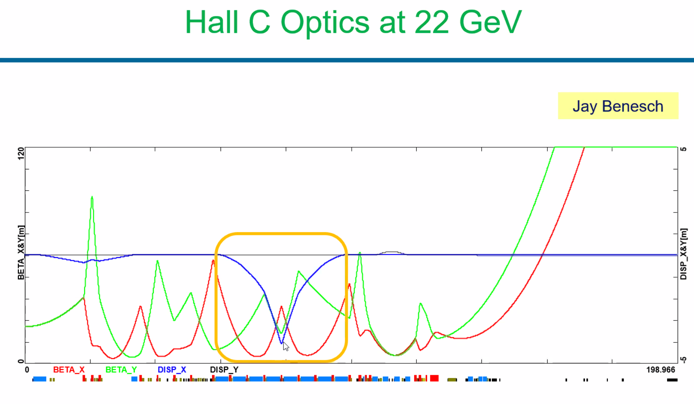 Hall C Optics at 22 GeV
Jay Benesch
120
5
BETA_X&Y[m]
DISP_X&Y[m]
0
-5
0
BETA_X BETA_Y DISP_X DISP_Y
198.966